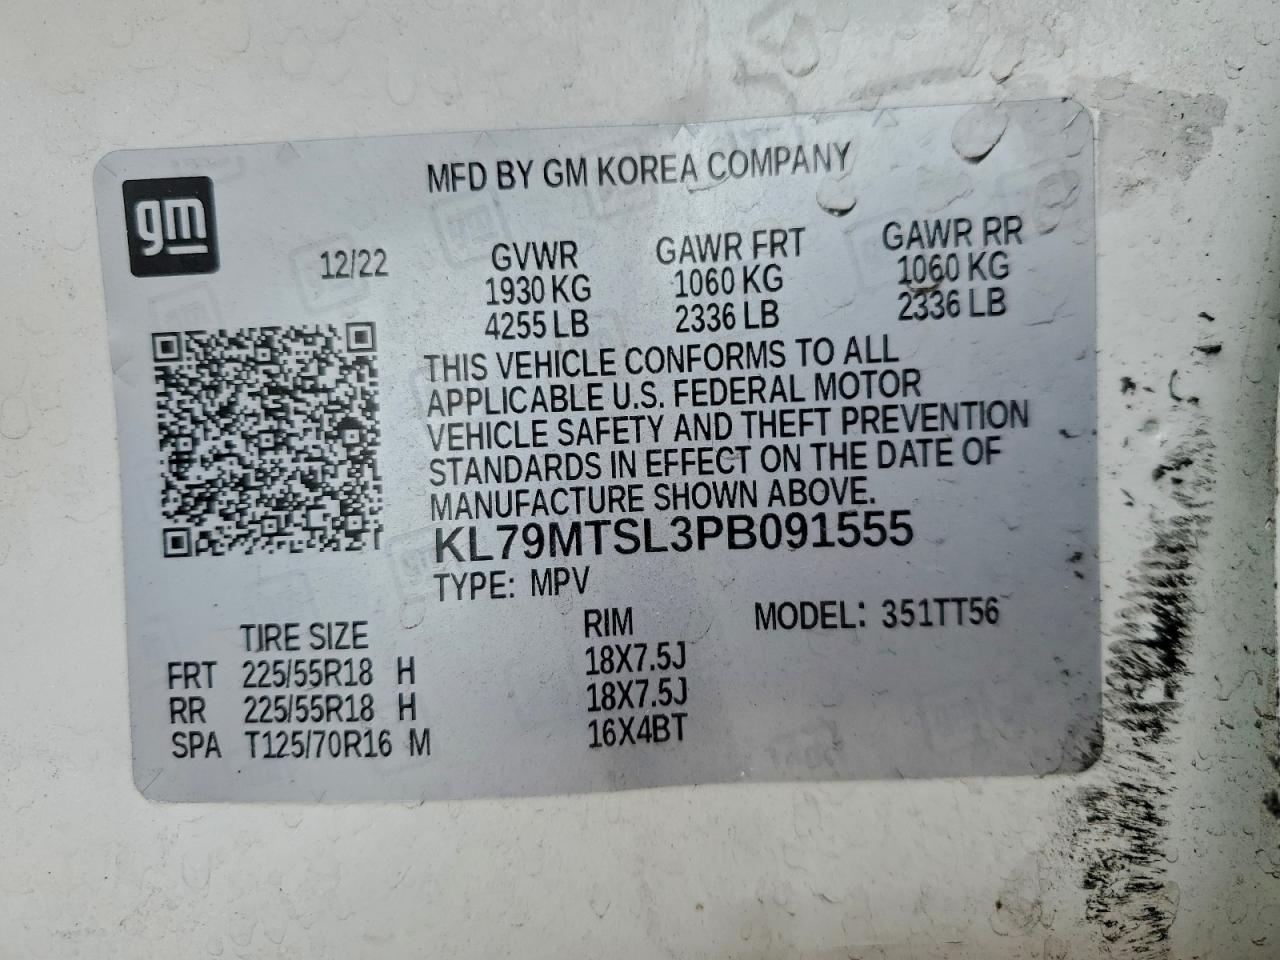 gm
MFD BY GM KOREA COMPANY
12/22
GVWR GAWR FRT GAWR RR
1930 KG 1060 KG 1060 KG
4255 LB 2336 LB 2336 LB
THIS VEHICLE CONFORMS TO ALL
APPLICABLE U.S. FEDERAL MOTOR
VEHICLE SAFETY AND THEFT PREVENTION
STANDARDS IN EFFECT ON THE DATE OF
MANUFACTURE SHOWN ABOVE.
KL79MTSL3PB091555
TYPE: MPV
MODEL: 351TT56
TIRE SIZE RIM
FRT 225/55R18 H 18X7.5J
RR 225/55R18 H 18X7.5J
SPA T125/70R16 M 16X4BT